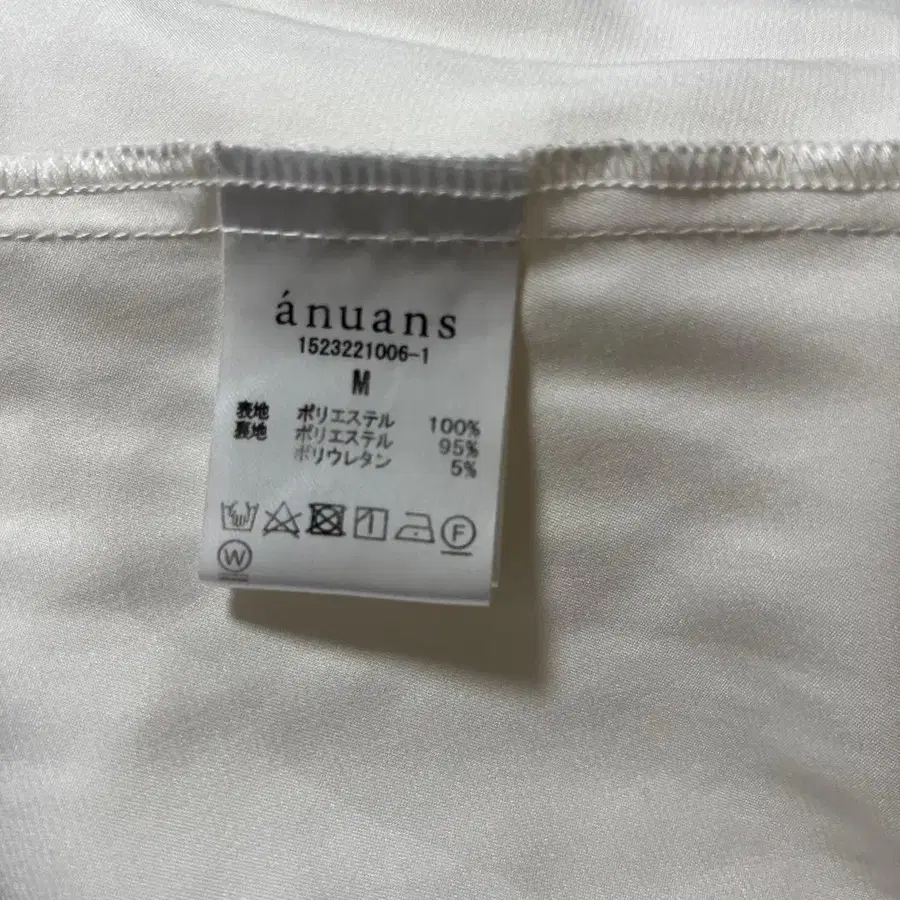 ánuans
1523221006-1
M
表地 ポリエステル 100%
裏地 ポリエステル 95%
ポリウレタン 5%
F
W